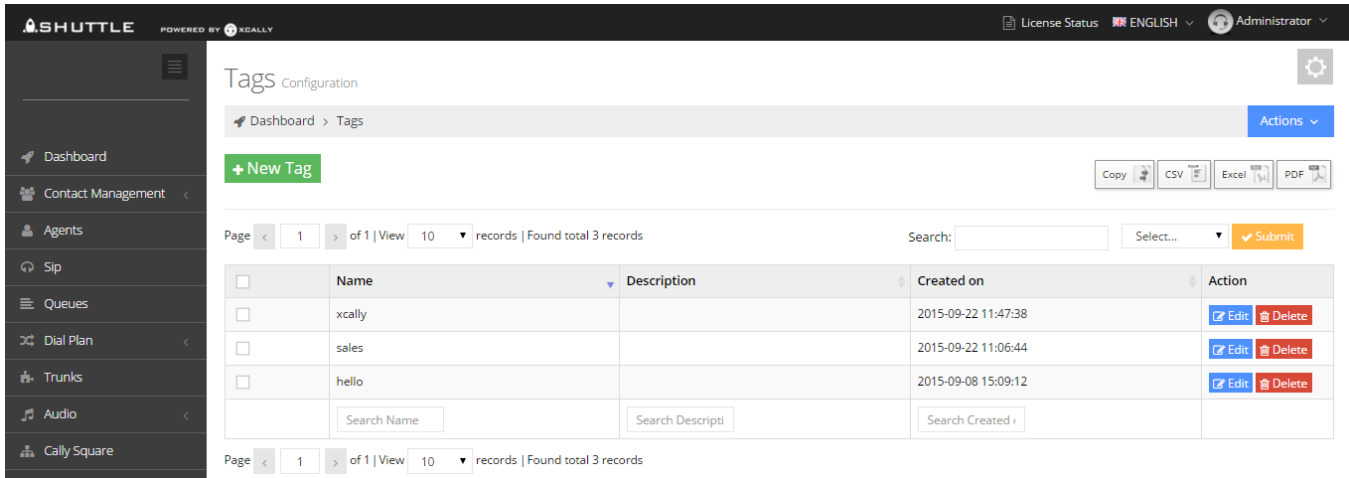 SHUTTLE POWERED BY XCALLY License Status ENGLISH Administrator
Tags Configuration
Dashboard > Tags Actions
Dashboard
+ New Tag
Copy CSV Excel PDF
Contact Management
Agents
Page < 1 > of 1 | View 10 records | Found total 3 records Search: Select... Submit
Sip
Name Description Created on Action
Queues
xcally 2015-09-22 11:47:38 Edit Delete
Dial Plan
sales 2015-09-22 11:06:44 Edit Delete
Trunks
hello 2015-09-08 15:09:12 Edit Delete
Audio
Search Name Search Descripti Search Created
Cally Square
Page < 1 > of 1 | View 10 records | Found total 3 records